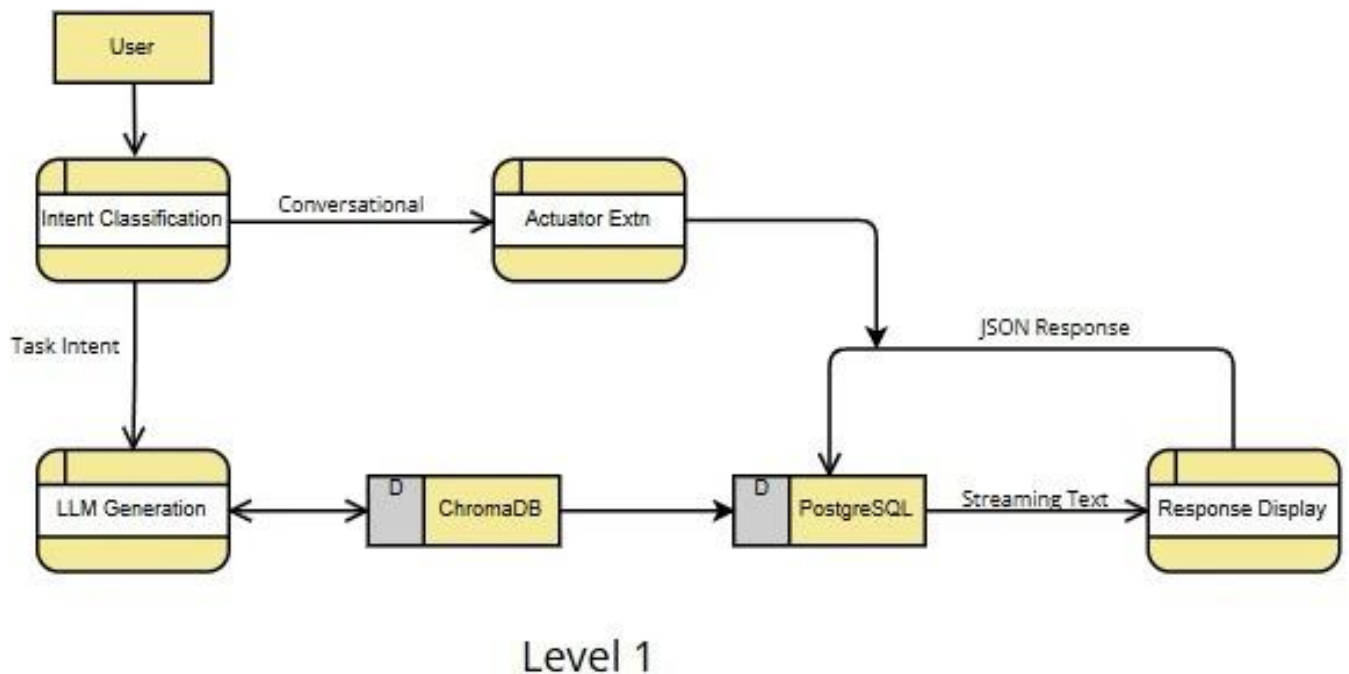 User
Intent Classification
Conversational
Actuator Extn
Task Intent
JSON Response
LLM Generation
D
ChromaDB
D
PostgreSQL
Streaming Text
Response Display
Level 1